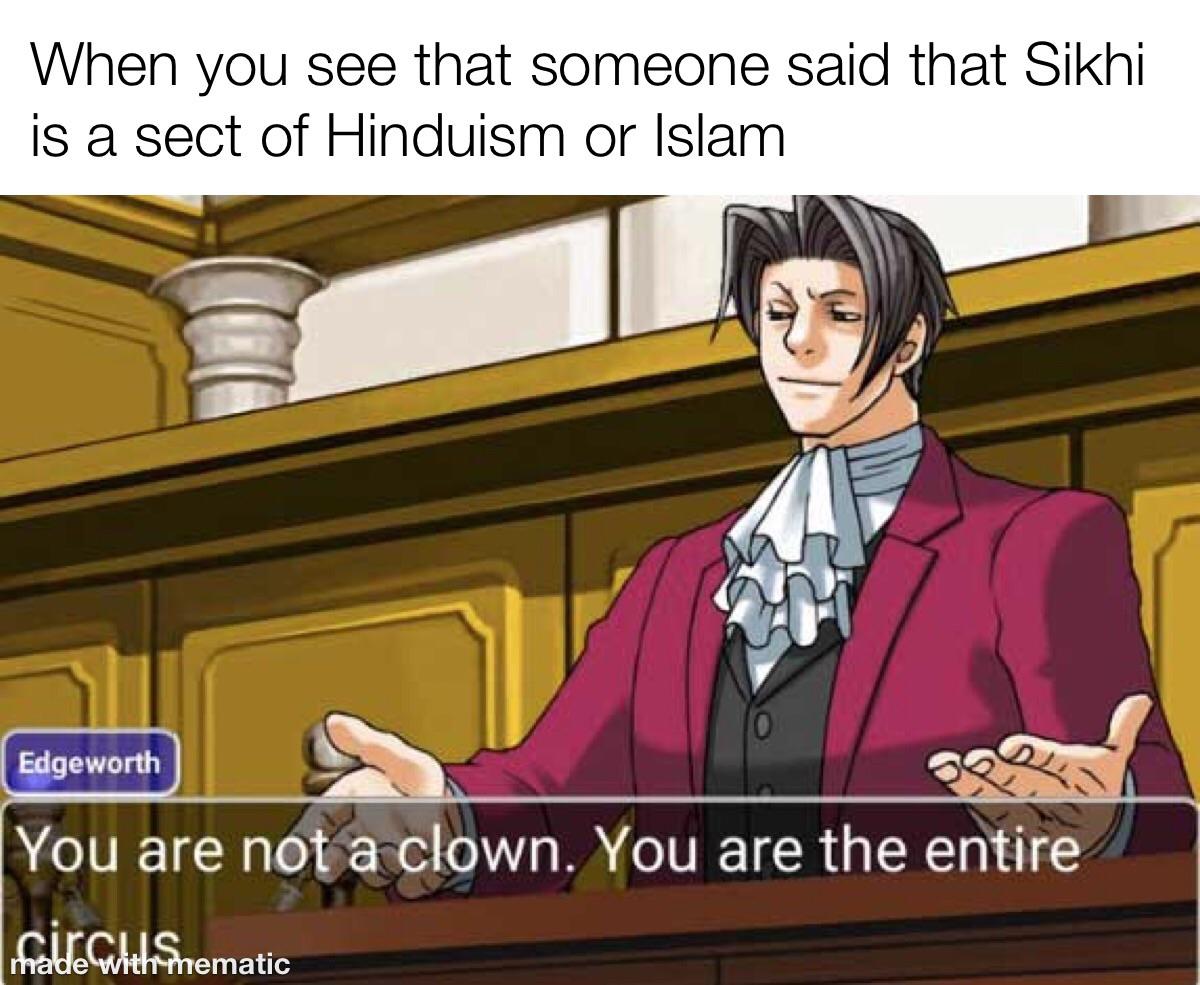 When you see that someone said that Sikhi
is a sect of Hinduism or Islam
Edgeworth
You are not a clown. You are the entire
circus.
made with mematic